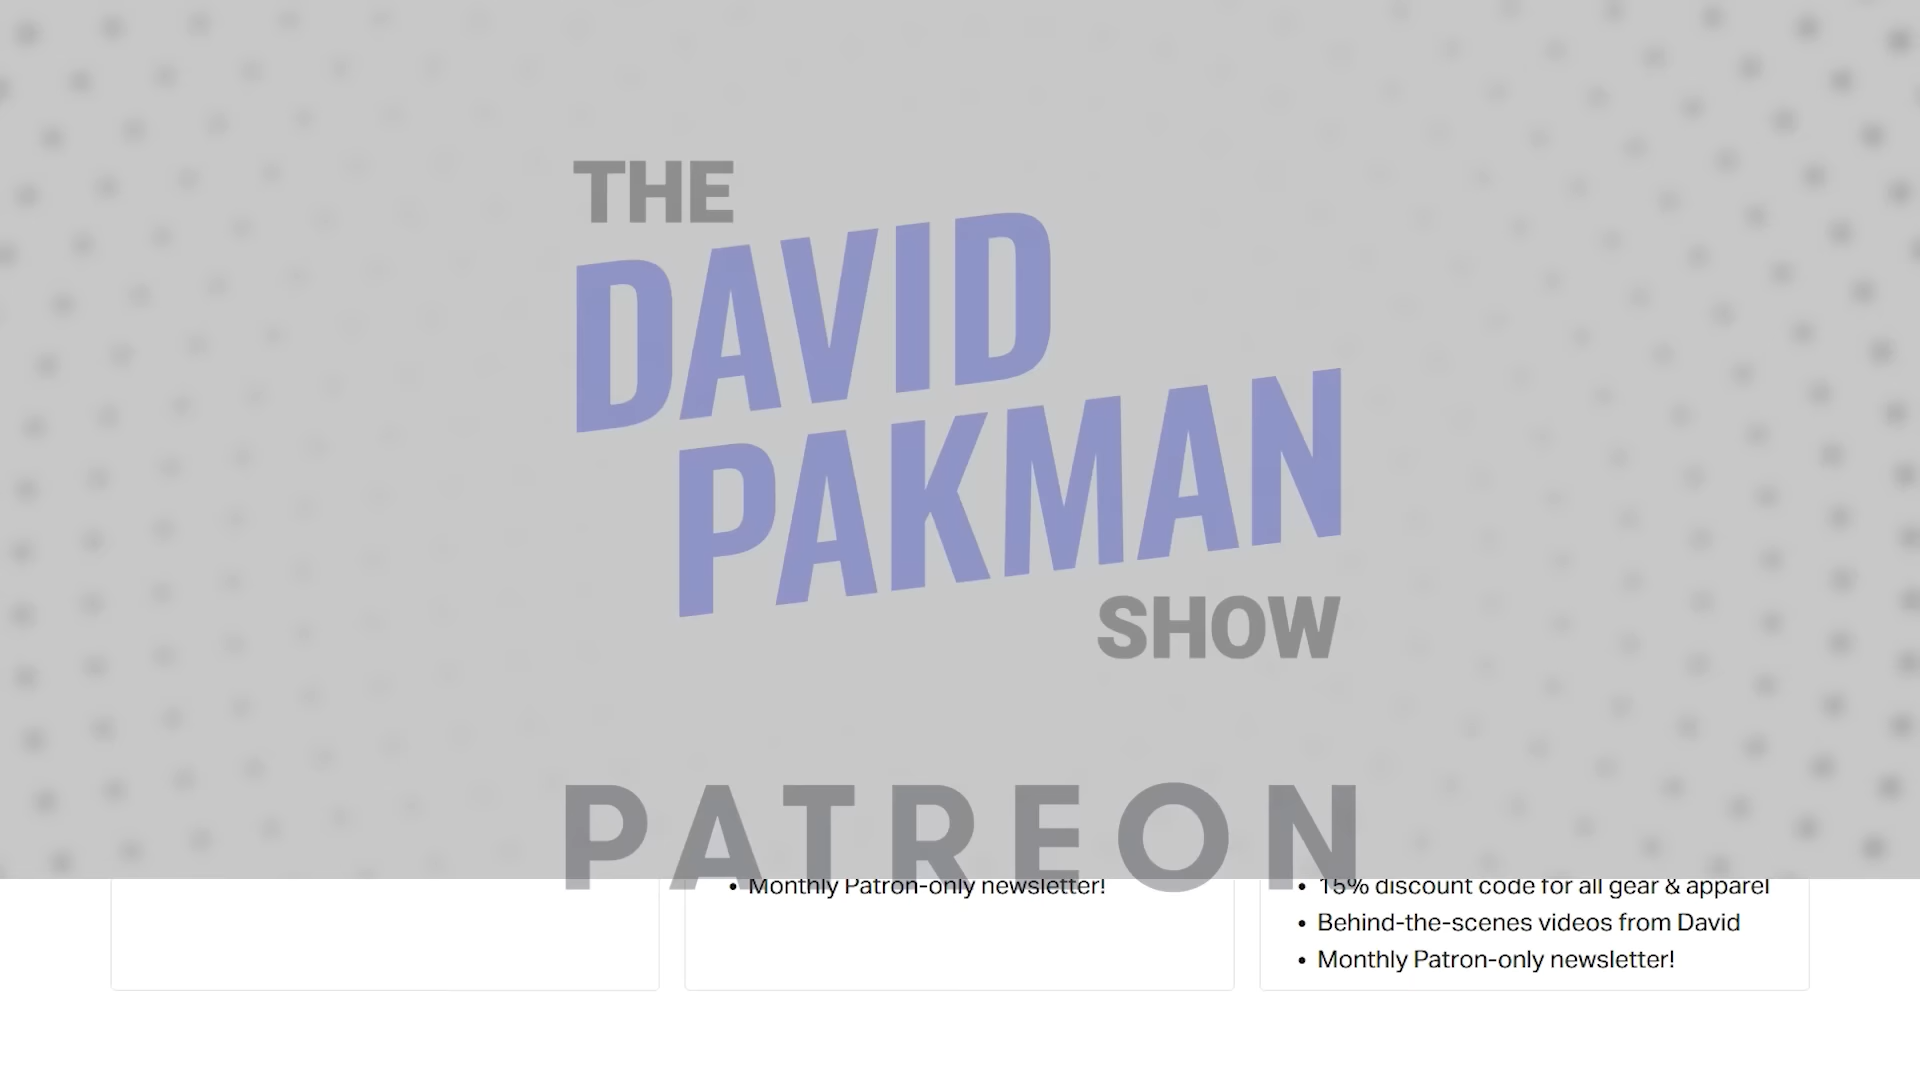 THE
DAVID
PAKMAN
SHOW
PATREON
• Monthly Patron-only newsletter!
• 15% discount code for all gear & apparel
• Behind-the-scenes videos from David
• Monthly Patron-only newsletter!